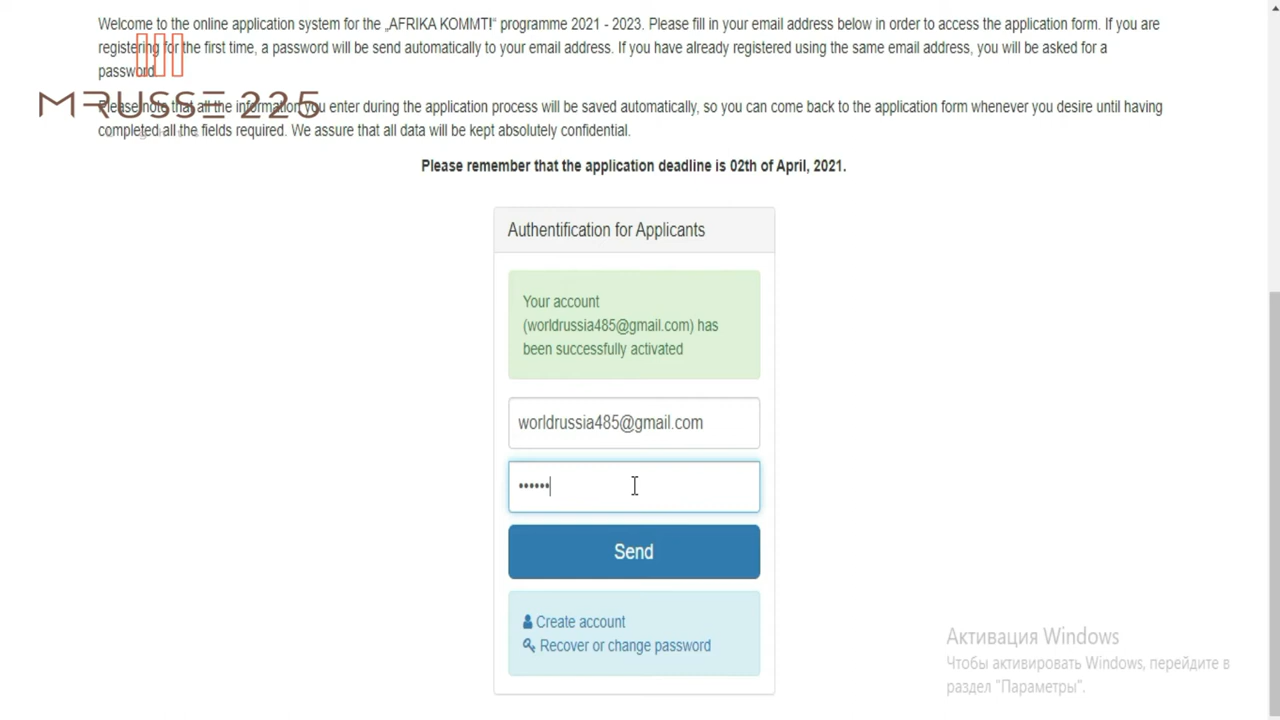 Welcome to the online application system for the „AFRIKA KOMMT!“ programme 2021 - 2023. Please fill in your email address below in order to access the application form. If you are
registering for the first time, a password will be send automatically to your email address. If you have already registered using the same email address, you will be asked for a
password.
MRUSSE 225
Please note that all the information you enter during the application process will be saved automatically, so you can come back to the application form whenever you desire until having
completed all the fields required. We assure that all data will be kept absolutely confidential.
Please remember that the application deadline is 02th of April, 2021.
Authentification for Applicants
Your account
(worldrussia485@gmail.com) has
been successfully activated
worldrussia485@gmail.com
••••••
Send
Create account
Recover or change password
Активация Windows
Чтобы активировать Windows, перейдите в
раздел "Параметры".